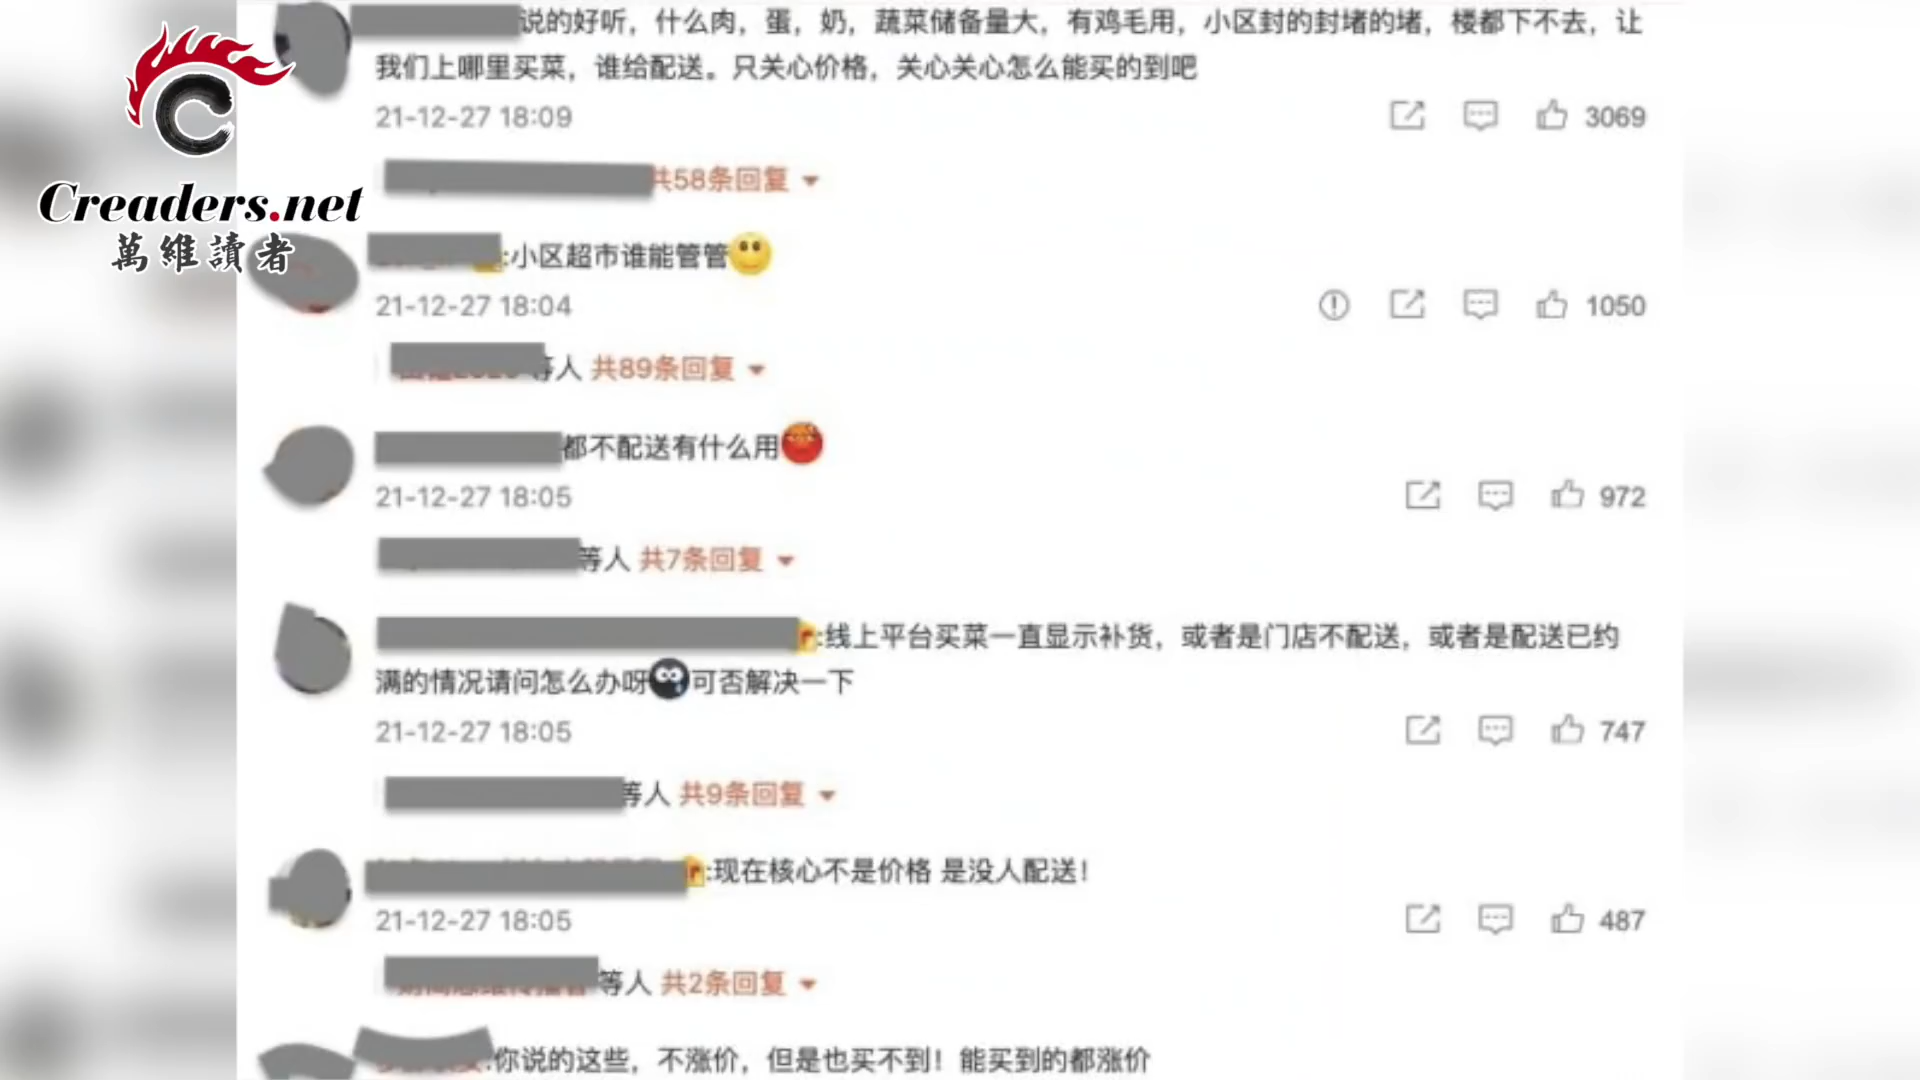 说的好听，什么肉，蛋，奶，蔬菜储备量大，有鸡毛用，小区封的封堵的堵，楼都下不去，让
我们上哪里买菜，谁给配送。只关心价格，关心关心怎么能买的到吧
21-12-27 18:09
3069
共58条回复
Creaders.net
萬維讀者
:小区超市谁能管管
21-12-27 18:04
1050
等人 共89条回复
都不配送有什么用
21-12-27 18:05
972
等人 共7条回复
:线上平台买菜一直显示补货，或者是门店不配送，或者是配送已约
满的情况请问怎么办呀可否解决一下
21-12-27 18:05
747
等人 共9条回复
:现在核心不是价格 是没人配送！
21-12-27 18:05
487
等人 共2条回复
:你说的这些，不涨价，但是也买不到！能买到的都涨价